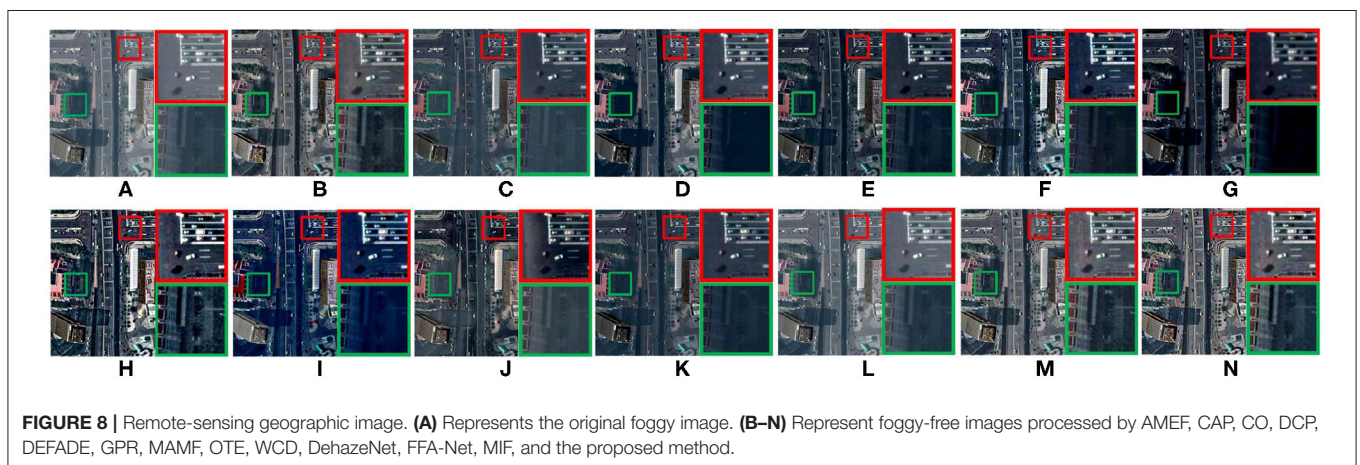 A B C D E F G
H I J K L M N
FIGURE 8 | Remote-sensing geographic image. (A) Represents the original foggy image. (B–N) Represent foggy-free images processed by AMEF, CAP, CO, DCP,
DEFADE, GPR, MAMF, OTE, WCD, DehazeNet, FFA-Net, MIF, and the proposed method.